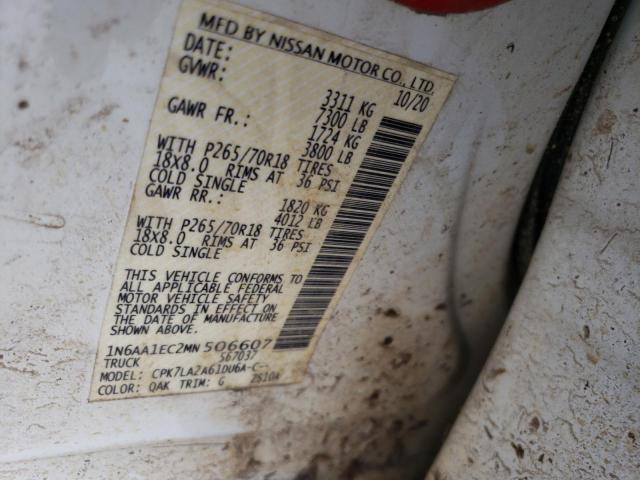 MFD BY NISSAN MOTOR CO., LTD.
DATE: 10/20
GVWR: 3311 KG
7300 LB
GAWR FR.: 1724 KG
3800 LB
WITH P265/70R18 TIRES
18X8.0 RIMS AT 36 PSI
COLD SINGLE
GAWR RR.: 1820 KG
4012 LB
WITH P265/70R18 TIRES
18X8.0 RIMS AT 36 PSI
COLD SINGLE
THIS VEHICLE CONFORMS TO
ALL APPLICABLE FEDERAL
MOTOR VEHICLE SAFETY
STANDARDS IN EFFECT ON
THE DATE OF MANUFACTURE
SHOWN ABOVE.
1N6AA1EC2MN506607
TRUCK 567037
MODEL: CPK7LA2A61DU6A-C--
COLOR: QAK TRIM: G 2S10A